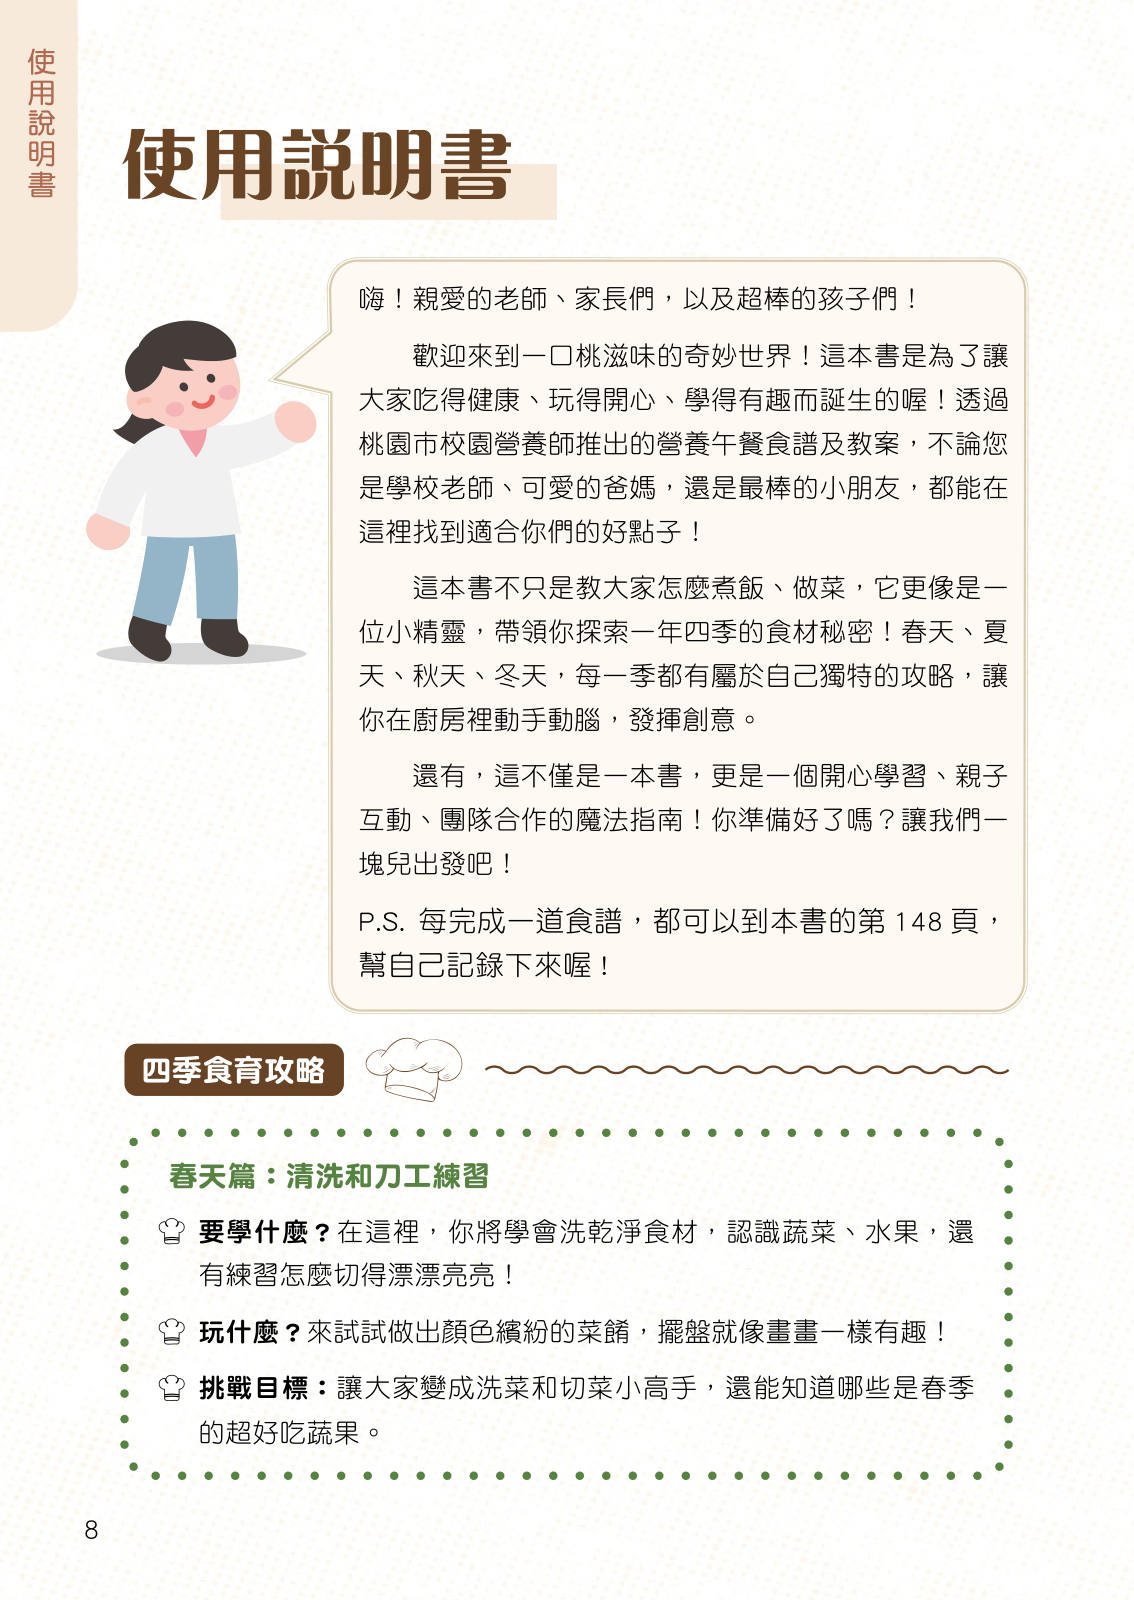 使用說明書
使用説明書
嗨！親愛的老師、家長們，以及超棒的孩子們！
歡迎來到一口桃滋味的奇妙世界！這本書是為了讓
大家吃得健康、玩得開心、學得有趣而誕生的喔！透過
桃園市校園營養師推出的營養午餐食譜及教案，不論您
是學校老師、可愛的爸媽，還是最棒的小朋友，都能在
這裡找到適合你們的好點子！
這本書不只是教大家怎麼煮飯、做菜，它更像是一
位小精靈，帶領你探索一年四季的食材秘密！春天、夏
天、秋天、冬天，每一季都有屬於自己獨特的攻略，讓
你在廚房裡動手動腦，發揮創意。
還有，這不僅是一本書，更是一個開心學習、親子
互動、團隊合作的魔法指南！你準備好了嗎？讓我們一
塊兒出發吧！
P.S. 每完成一道食譜，都可以到本書的第 148 頁，
幫自己記錄下來喔！
四季食育攻略
春天篇：清洗和刀工練習
要學什麼？在這裡，你將學會洗乾淨食材，認識蔬菜、水果，還
有練習怎麼切得漂漂亮亮！
玩什麼？來試試做出顏色繽紛的菜餚，擺盤就像畫畫一樣有趣！
挑戰目標：讓大家變成洗菜和切菜小高手，還能知道哪些是春季
的超好吃蔬果。
8